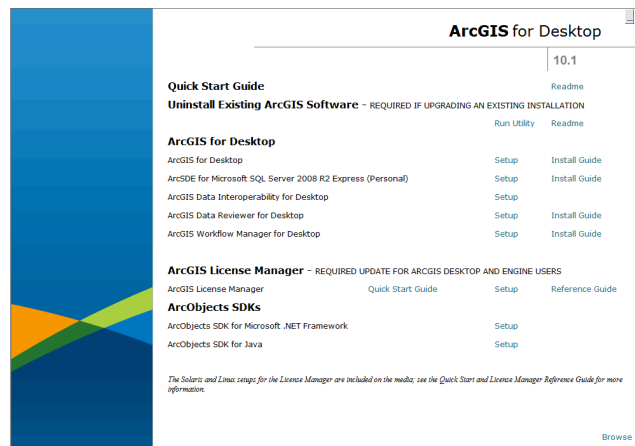 ArcGIS for Desktop
10.1
Quick Start Guide Readme
Uninstall Existing ArcGIS Software – REQUIRED IF UPGRADING AN EXISTING INSTALLATION
Run Utility Readme
ArcGIS for Desktop
ArcGIS for Desktop Setup Install Guide
ArcSDE for Microsoft SQL Server 2008 R2 Express (Personal) Setup Install Guide
ArcGIS Data Interoperability for Desktop Setup
ArcGIS Data Reviewer for Desktop Setup Install Guide
ArcGIS Workflow Manager for Desktop Setup Install Guide
ArcGIS License Manager – REQUIRED UPDATE FOR ARCGIS DESKTOP AND ENGINE USERS
ArcGIS License Manager Quick Start Guide Setup Reference Guide
ArcObjects SDKs
ArcObjects SDK for Microsoft .NET Framework Setup
ArcObjects SDK for Java Setup
The Solaris and Linux setups for the License Manager are included on the media; see the Quick Start and License Manager Reference Guide for more
information.
Browse